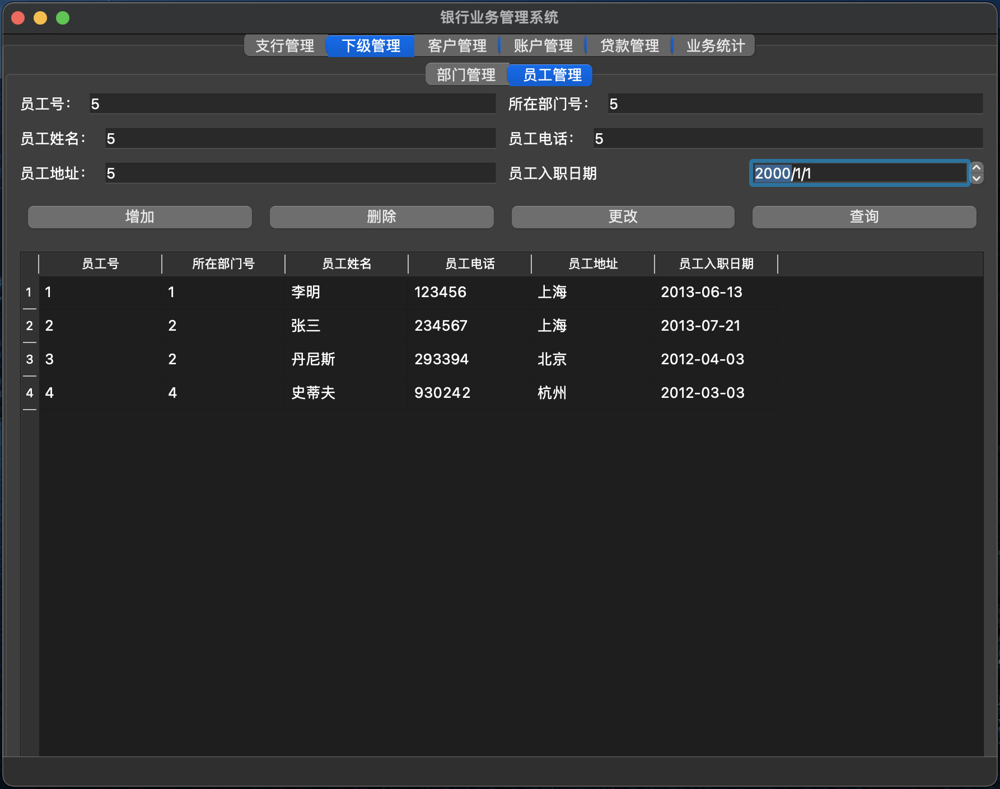 银行业务管理系统
支行管理 下级管理 客户管理 账户管理 贷款管理 业务统计
部门管理 员工管理
员工号： 5 所在部门号： 5
员工姓名： 5 员工电话： 5
员工地址： 5 员工入职日期 2000/1/1
增加 删除 更改 查询
员工号 所在部门号 员工姓名 员工电话 员工地址 员工入职日期
1 1 1 李明 123456 上海 2013-06-13
2 2 2 张三 234567 上海 2013-07-21
3 3 2 丹尼斯 293394 北京 2012-04-03
4 4 4 史蒂夫 930242 杭州 2012-03-03